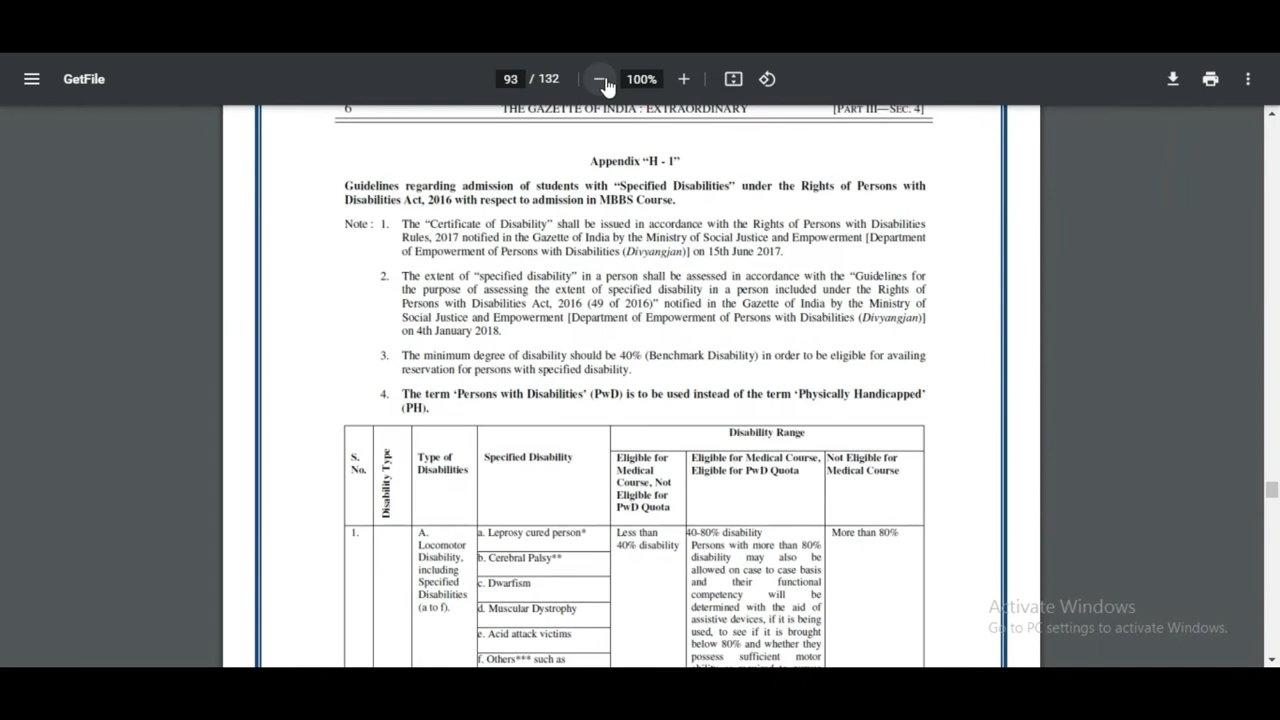 GetFile
93 / 132
100%
6 THE GAZETTE OF INDIA : EXTRAORDINARY [PART III—SEC. 4]
Appendix “H - 1”
Guidelines regarding admission of students with “Specified Disabilities” under the Rights of Persons with
Disabilities Act, 2016 with respect to admission in MBBS Course.
Note : 1. The “Certificate of Disability” shall be issued in accordance with the Rights of Persons with Disabilities
Rules, 2017 notified in the Gazette of India by the Ministry of Social Justice and Empowerment [Department
of Empowerment of Persons with Disabilities (Divyangjan)] on 15th June 2017.
2. The extent of “specified disability” in a person shall be assessed in accordance with the “Guidelines for
the purpose of assessing the extent of specified disability in a person included under the Rights of
Persons with Disabilities Act, 2016 (49 of 2016)” notified in the Gazette of India by the Ministry of
Social Justice and Empowerment [Department of Empowerment of Persons with Disabilities (Divyangjan)]
on 4th January 2018.
3. The minimum degree of disability should be 40% (Benchmark Disability) in order to be eligible for availing
reservation for persons with specified disability.
4. The term ‘Persons with Disabilities’ (PwD) is to be used instead of the term ‘Physically Handicapped’
(PH).
S.
No.
Disability Type
Type of
Disabilities
Specified Disability
Disability Range
Eligible for
Medical
Course, Not
Eligible for
PwD Quota
Eligible for Medical Course,
Eligible for PwD Quota
Not Eligible for
Medical Course
1.
A.
Locomotor
Disability,
including
Specified
Disabilities
(a to f).
a. Leprosy cured person*
b. Cerebral Palsy**
c. Dwarfism
d. Muscular Dystrophy
e. Acid attack victims
f. Others*** such as
Less than
40% disability
40-80% disability
Persons with more than 80%
disability may also be
allowed on case to case basis
and their functional
competency will be
determined with the aid of
assistive devices, if it is being
used, to see if it is brought
below 80% and whether they
possess sufficient motor
More than 80%
Activate Windows
Go to PC settings to activate Windows.